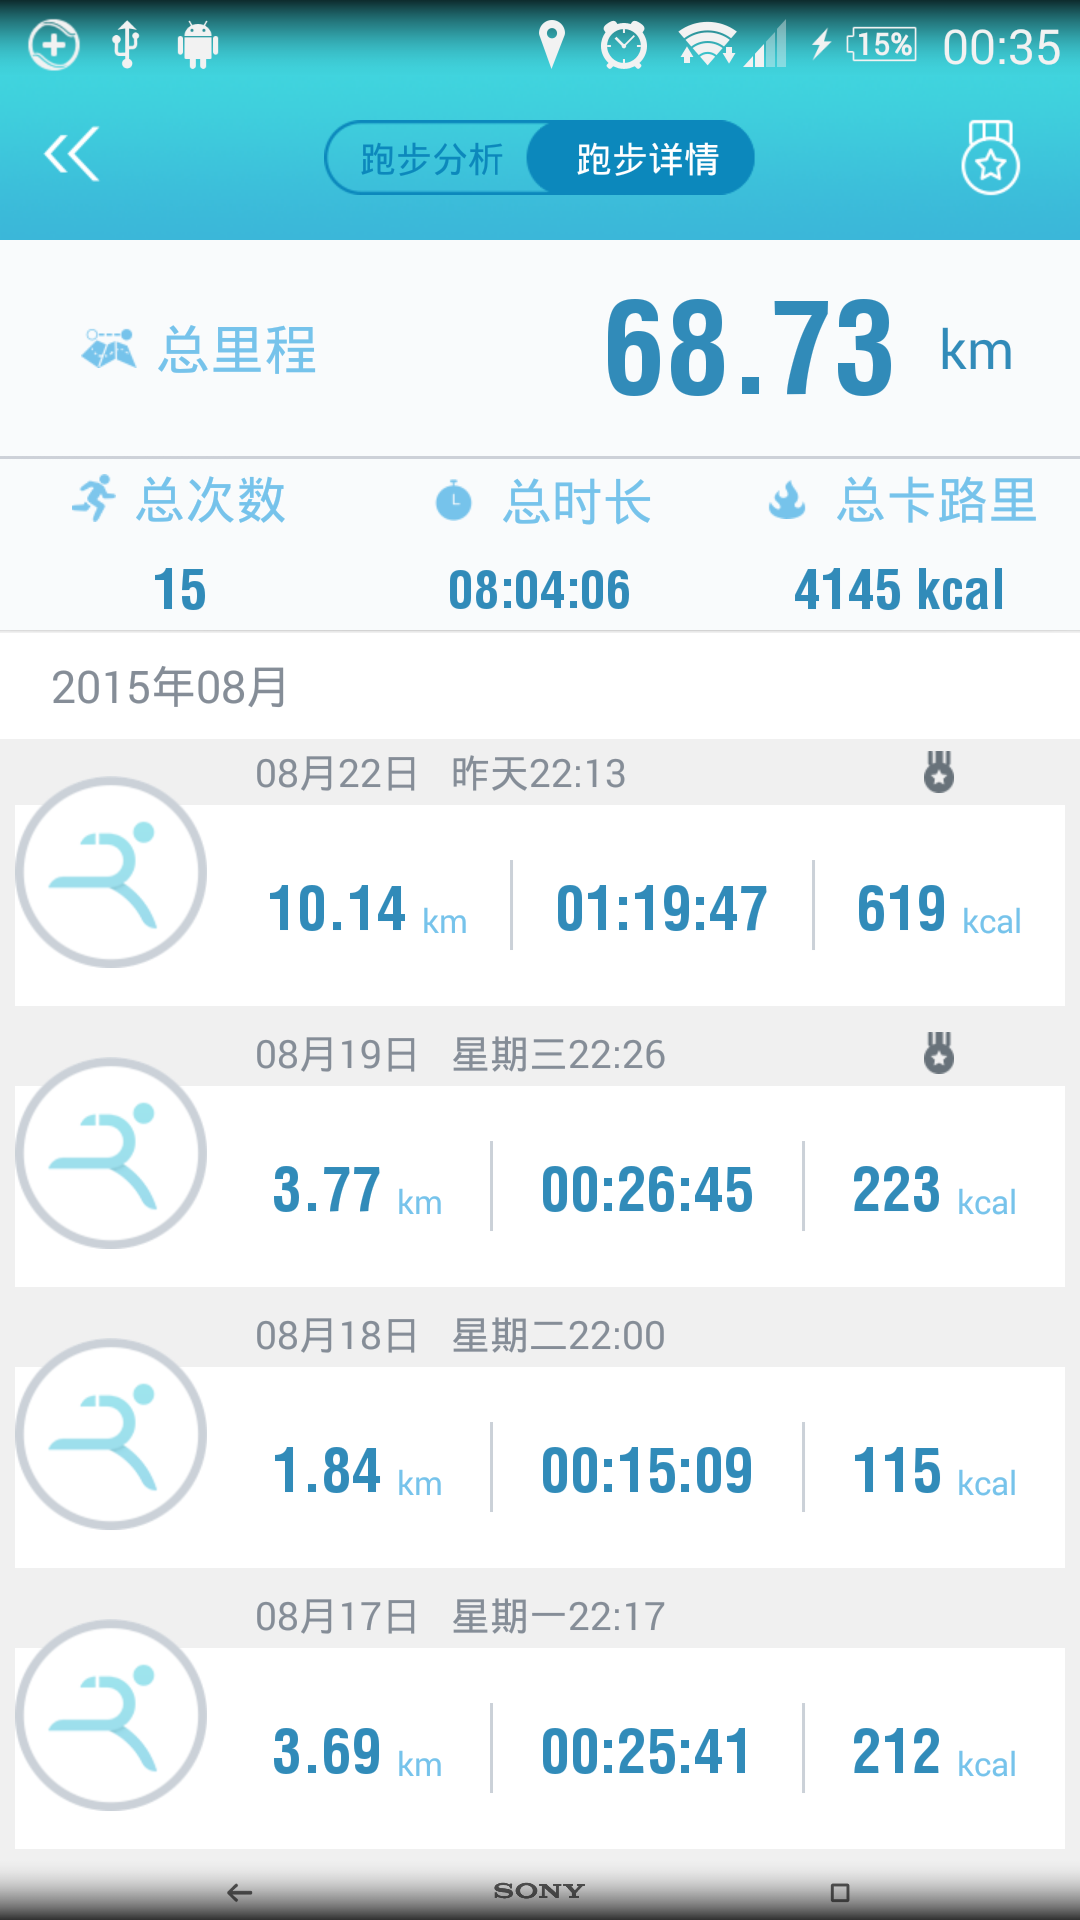 15% 00:35
跑步分析 跑步详情
总里程 68.73 km
总次数 总时长 总卡路里
15 08:04:06 4145 kcal
2015年08月
08月22日 昨天22:13
10.14 km 01:19:47 619 kcal
08月19日 星期三22:26
3.77 km 00:26:45 223 kcal
08月18日 星期二22:00
1.84 km 00:15:09 115 kcal
08月17日 星期一22:17
3.69 km 00:25:41 212 kcal
SONY